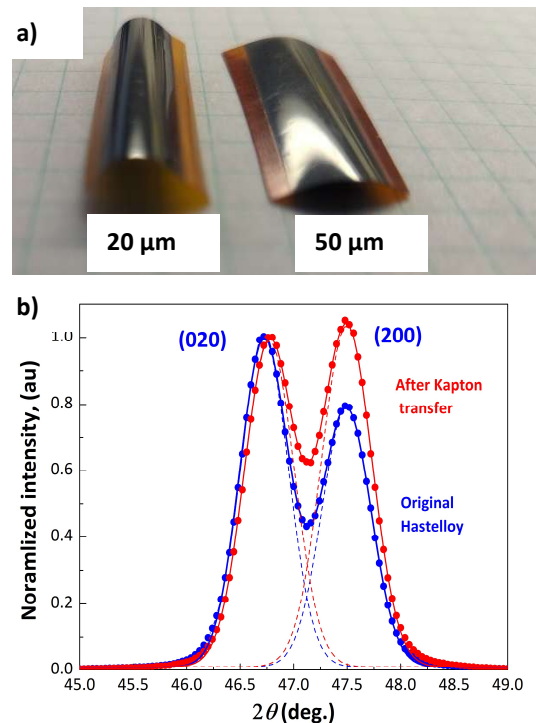 a)
20 µm
50 µm
b)
(020)
(200)
After Kapton
transfer
Original
Hastelloy
Noramlized intensity, (au)
1.0
0.8
0.6
0.4
0.2
0.0
45.0 45.5 46.0 46.5 47.0 47.5 48.0 48.5 49.0
2θ (deg.)